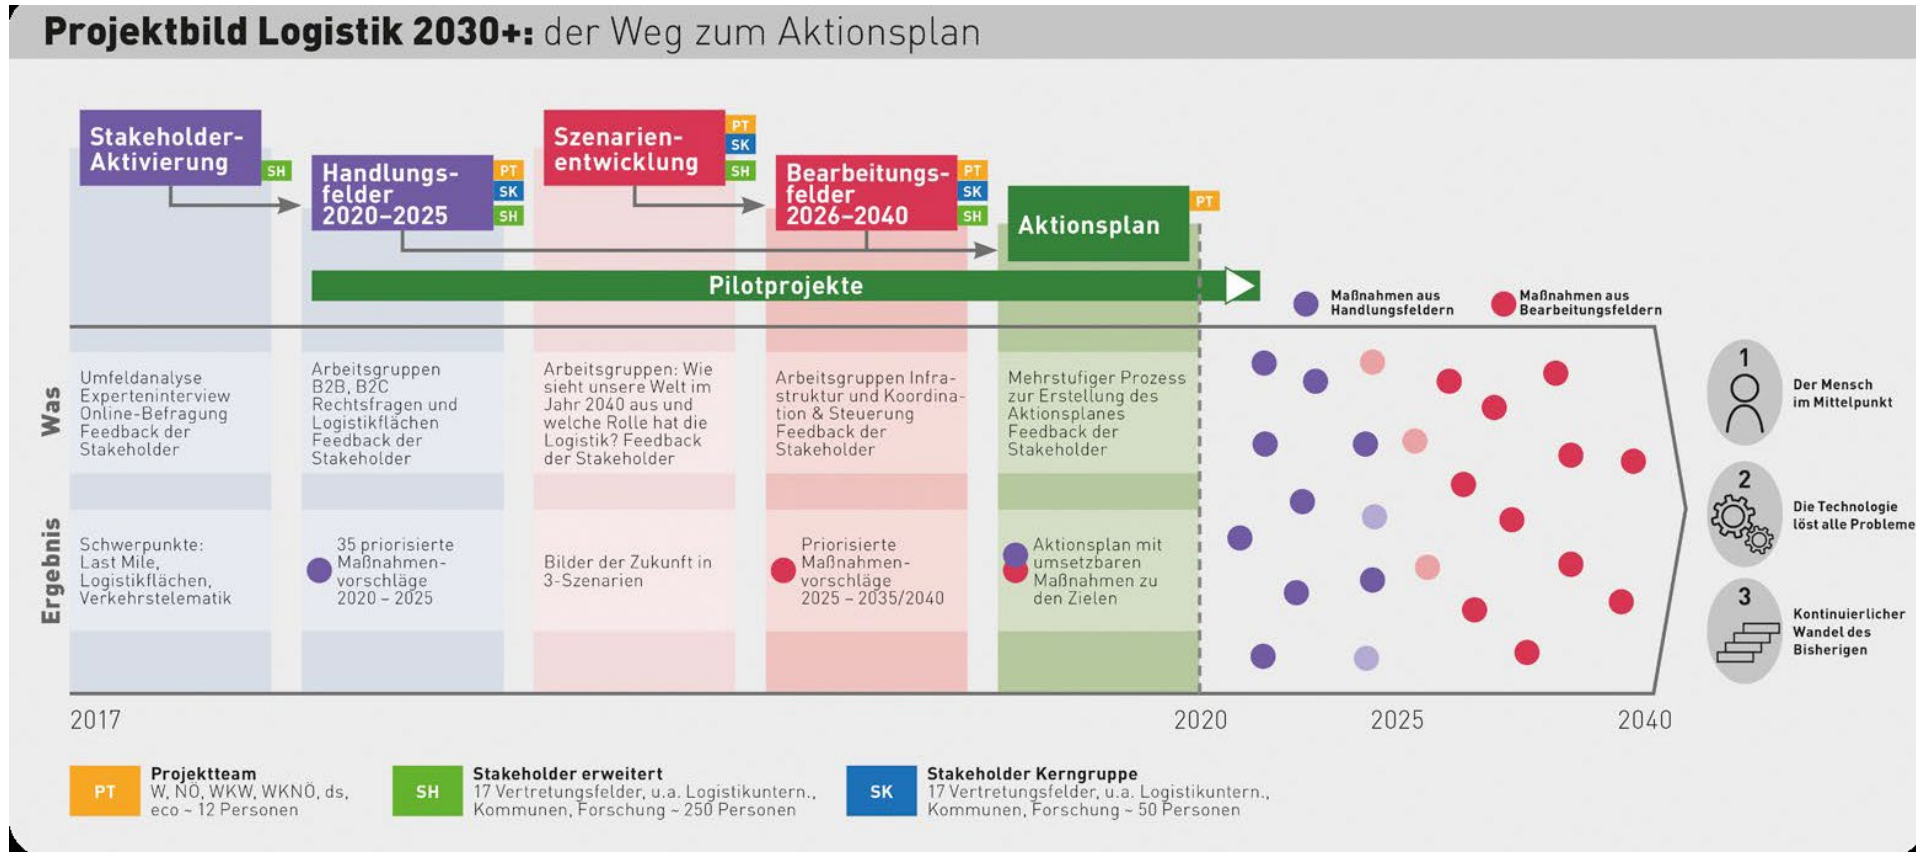 Projektbild Logistik 2030+: der Weg zum Aktionsplan
Stakeholder-
Aktivierung
SH
Handlungs-
felder
2020–2025
PT
SK
SH
Szenarien-
entwicklung
PT
SK
SH
Bearbeitungs-
felder
2026–2040
PT
SK
SH
Aktionsplan
PT
Pilotprojekte
Maßnahmen aus
Handlungsfeldern
Maßnahmen aus
Bearbeitungsfeldern
Was
Umfeldanalyse
Experteninterview
Online-Befragung
Feedback der
Stakeholder
Arbeitsgruppen
B2B, B2C
Rechtsfragen und
Logistikflächen
Feedback der
Stakeholder
Arbeitsgruppen: Wie
sieht unsere Welt im
Jahr 2040 aus und
welche Rolle hat die
Logistik? Feedback
der Stakeholder
Arbeitsgruppen Infra-
struktur und Koordina-
tion & Steuerung
Feedback der
Stakeholder
Mehrstufiger Prozess
zur Erstellung des
Aktionsplanes
Feedback der
Stakeholder
Ergebnis
Schwerpunkte:
Last Mile,
Logistikflächen,
Verkehrstelematik
35 priorisierte
Maßnahmen-
vorschläge
2020 – 2025
Bilder der Zukunft in
3-Szenarien
Priorisierte
Maßnahmen-
vorschläge
2025 – 2035/2040
Aktionsplan mit
umsetzbaren
Maßnahmen zu
den Zielen
1
Der Mensch
im Mittelpunkt
2
Die Technologie
löst alle Probleme
3
Kontinuierlicher
Wandel des
Bisherigen
2017
2020
2025
2040
PT
Projektteam
W, NÖ, WKW, WKNÖ, ds,
eco ~ 12 Personen
SH
Stakeholder erweitert
17 Vertretungsfelder, u.a. Logistikuntern.,
Kommunen, Forschung ~ 250 Personen
SK
Stakeholder Kerngruppe
17 Vertretungsfelder, u.a. Logistikuntern.,
Kommunen, Forschung ~ 50 Personen